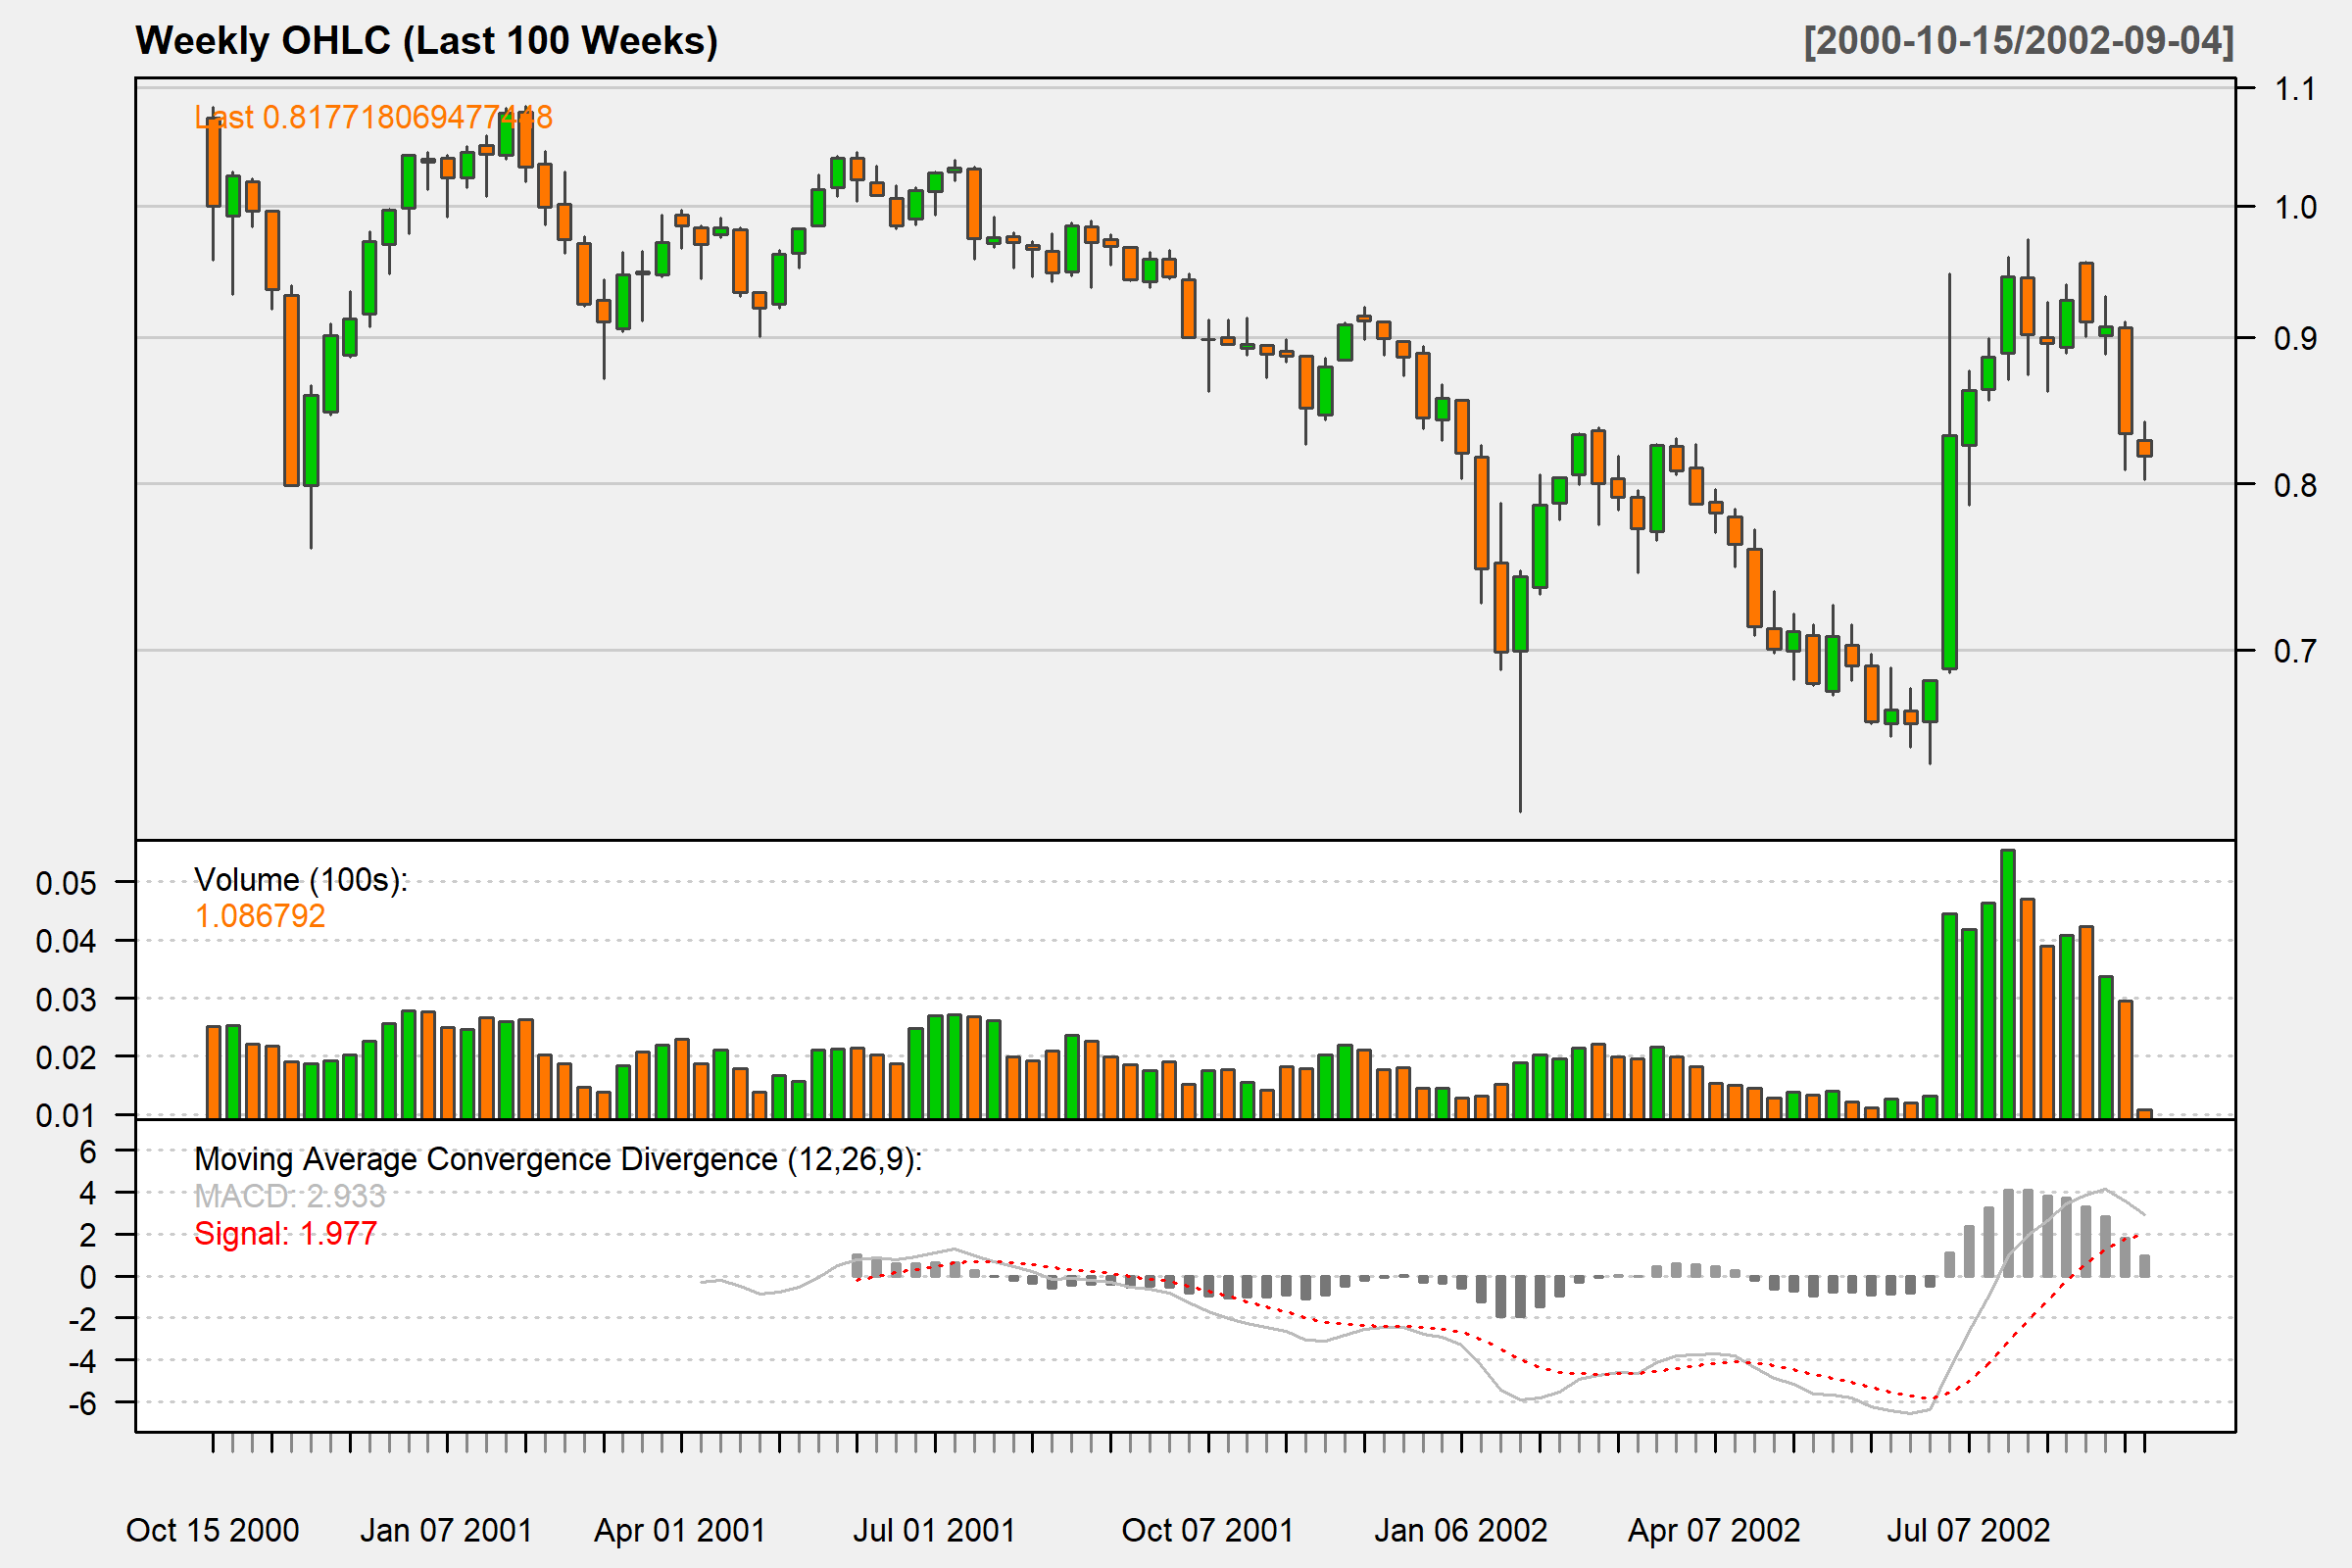 Weekly OHLC (Last 100 Weeks)
[2000-10-15/2002-09-04]
Last 0.817718069477448
1.1
1.0
0.9
0.8
0.7
Volume (100s):
1.086792
0.05
0.04
0.03
0.02
0.01
Moving Average Convergence Divergence (12,26,9):
MACD: 2.933
Signal: 1.977
6
4
2
0
-2
-4
-6
Oct 15 2000 Jan 07 2001 Apr 01 2001 Jul 01 2001 Oct 07 2001 Jan 06 2002 Apr 07 2002 Jul 07 2002